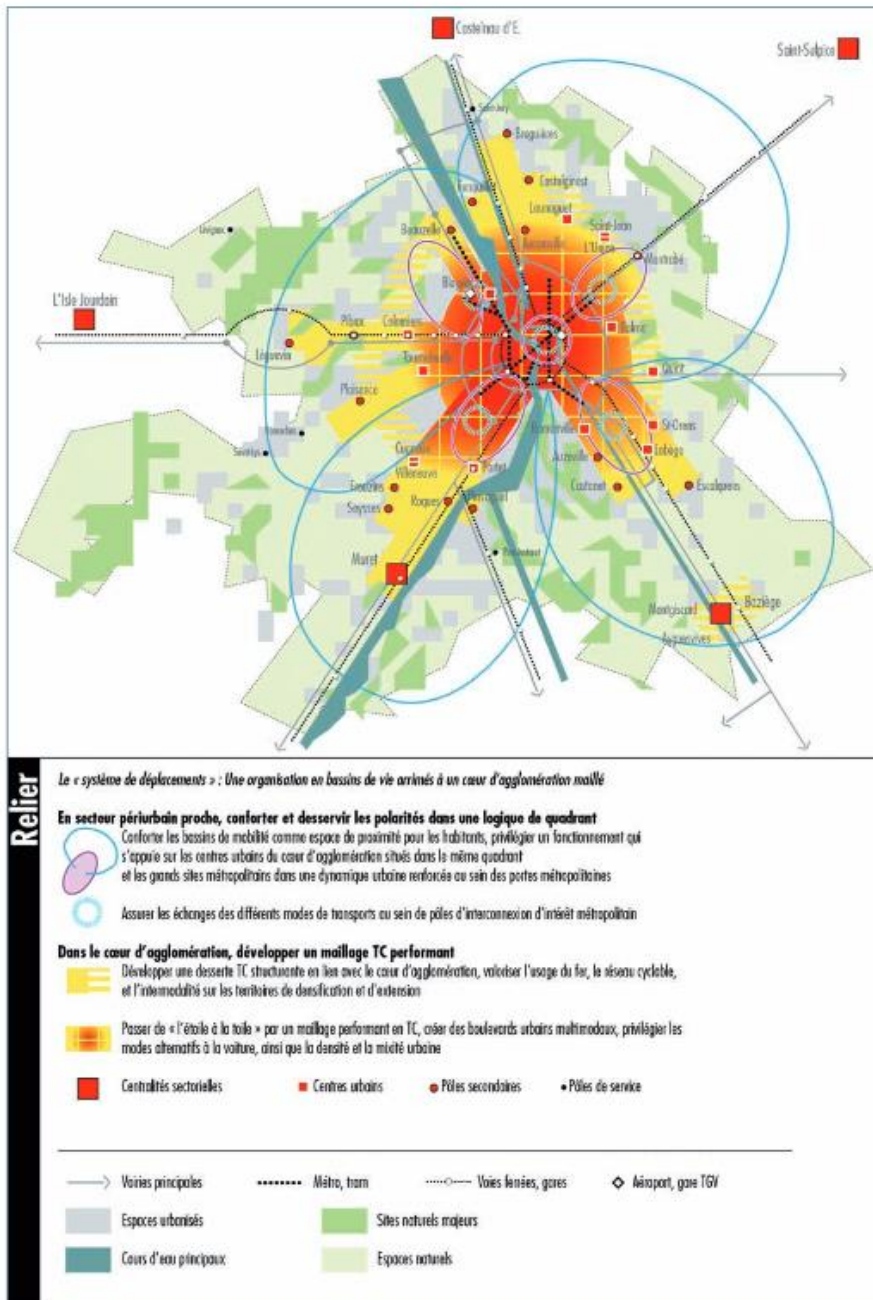 Castelnau d'E.
Saint-Sulpice
Saint-Jory
Bruguières
Castelginest
Launaguet
Saint-Jean
L'Union
Montrabé
Beauzelle
Aucamville
Lévignac
L'Isle Jourdain
Pibrac
Colomiers
Balma
Léguevin
Tournefeuille
Quint
Plaisance
St-Orens
Ramonville
Labège
Auzeville
Cugnaux
Villeneuve
Portet
Castanet
Escalquens
Frouzins
Roques
Seysses
Muret
Montgiscard
Baziège
Ayguesvives
Relier
Le « système de déplacements » : Une organisation en bassins de vie arrimés à un cœur d'agglomération maillé
En secteur périurbain proche, conforter et desservir les polarités dans une logique de quadrant
Conforter les bassins de mobilité comme espace de proximité pour les habitants, privilégier un fonctionnement qui
s'appuie sur les centres urbains du cœur d'agglomération situés dans le même quadrant
et les grands sites métropolitains dans une dynamique urbaine renforcée au sein des portes métropolitaines
Assurer les échanges des différents modes de transports au sein de pôles d'interconnexion d'intérêt métropolitain
Dans le cœur d'agglomération, développer un maillage TC performant
Développer une desserte TC structurante en lien avec le cœur d'agglomération, valoriser l'usage du fer, le réseau cyclable,
et l'intermodalité sur les territoires de densification et d'extension
Passer de « l'étoile à la toile » par un maillage performant en TC, créer des boulevards urbains multimodaux, privilégier les
modes alternatifs à la voiture, ainsi que la densité et la mixité urbaine
Centralités sectorielles
Centres urbains
Pôles secondaires
Pôles de service
Voiries principales
Métro, tram
Voies ferrées, gares
Aéroport, gare TGV
Espaces urbanisés
Sites naturels majeurs
Cours d'eau principaux
Espaces naturels